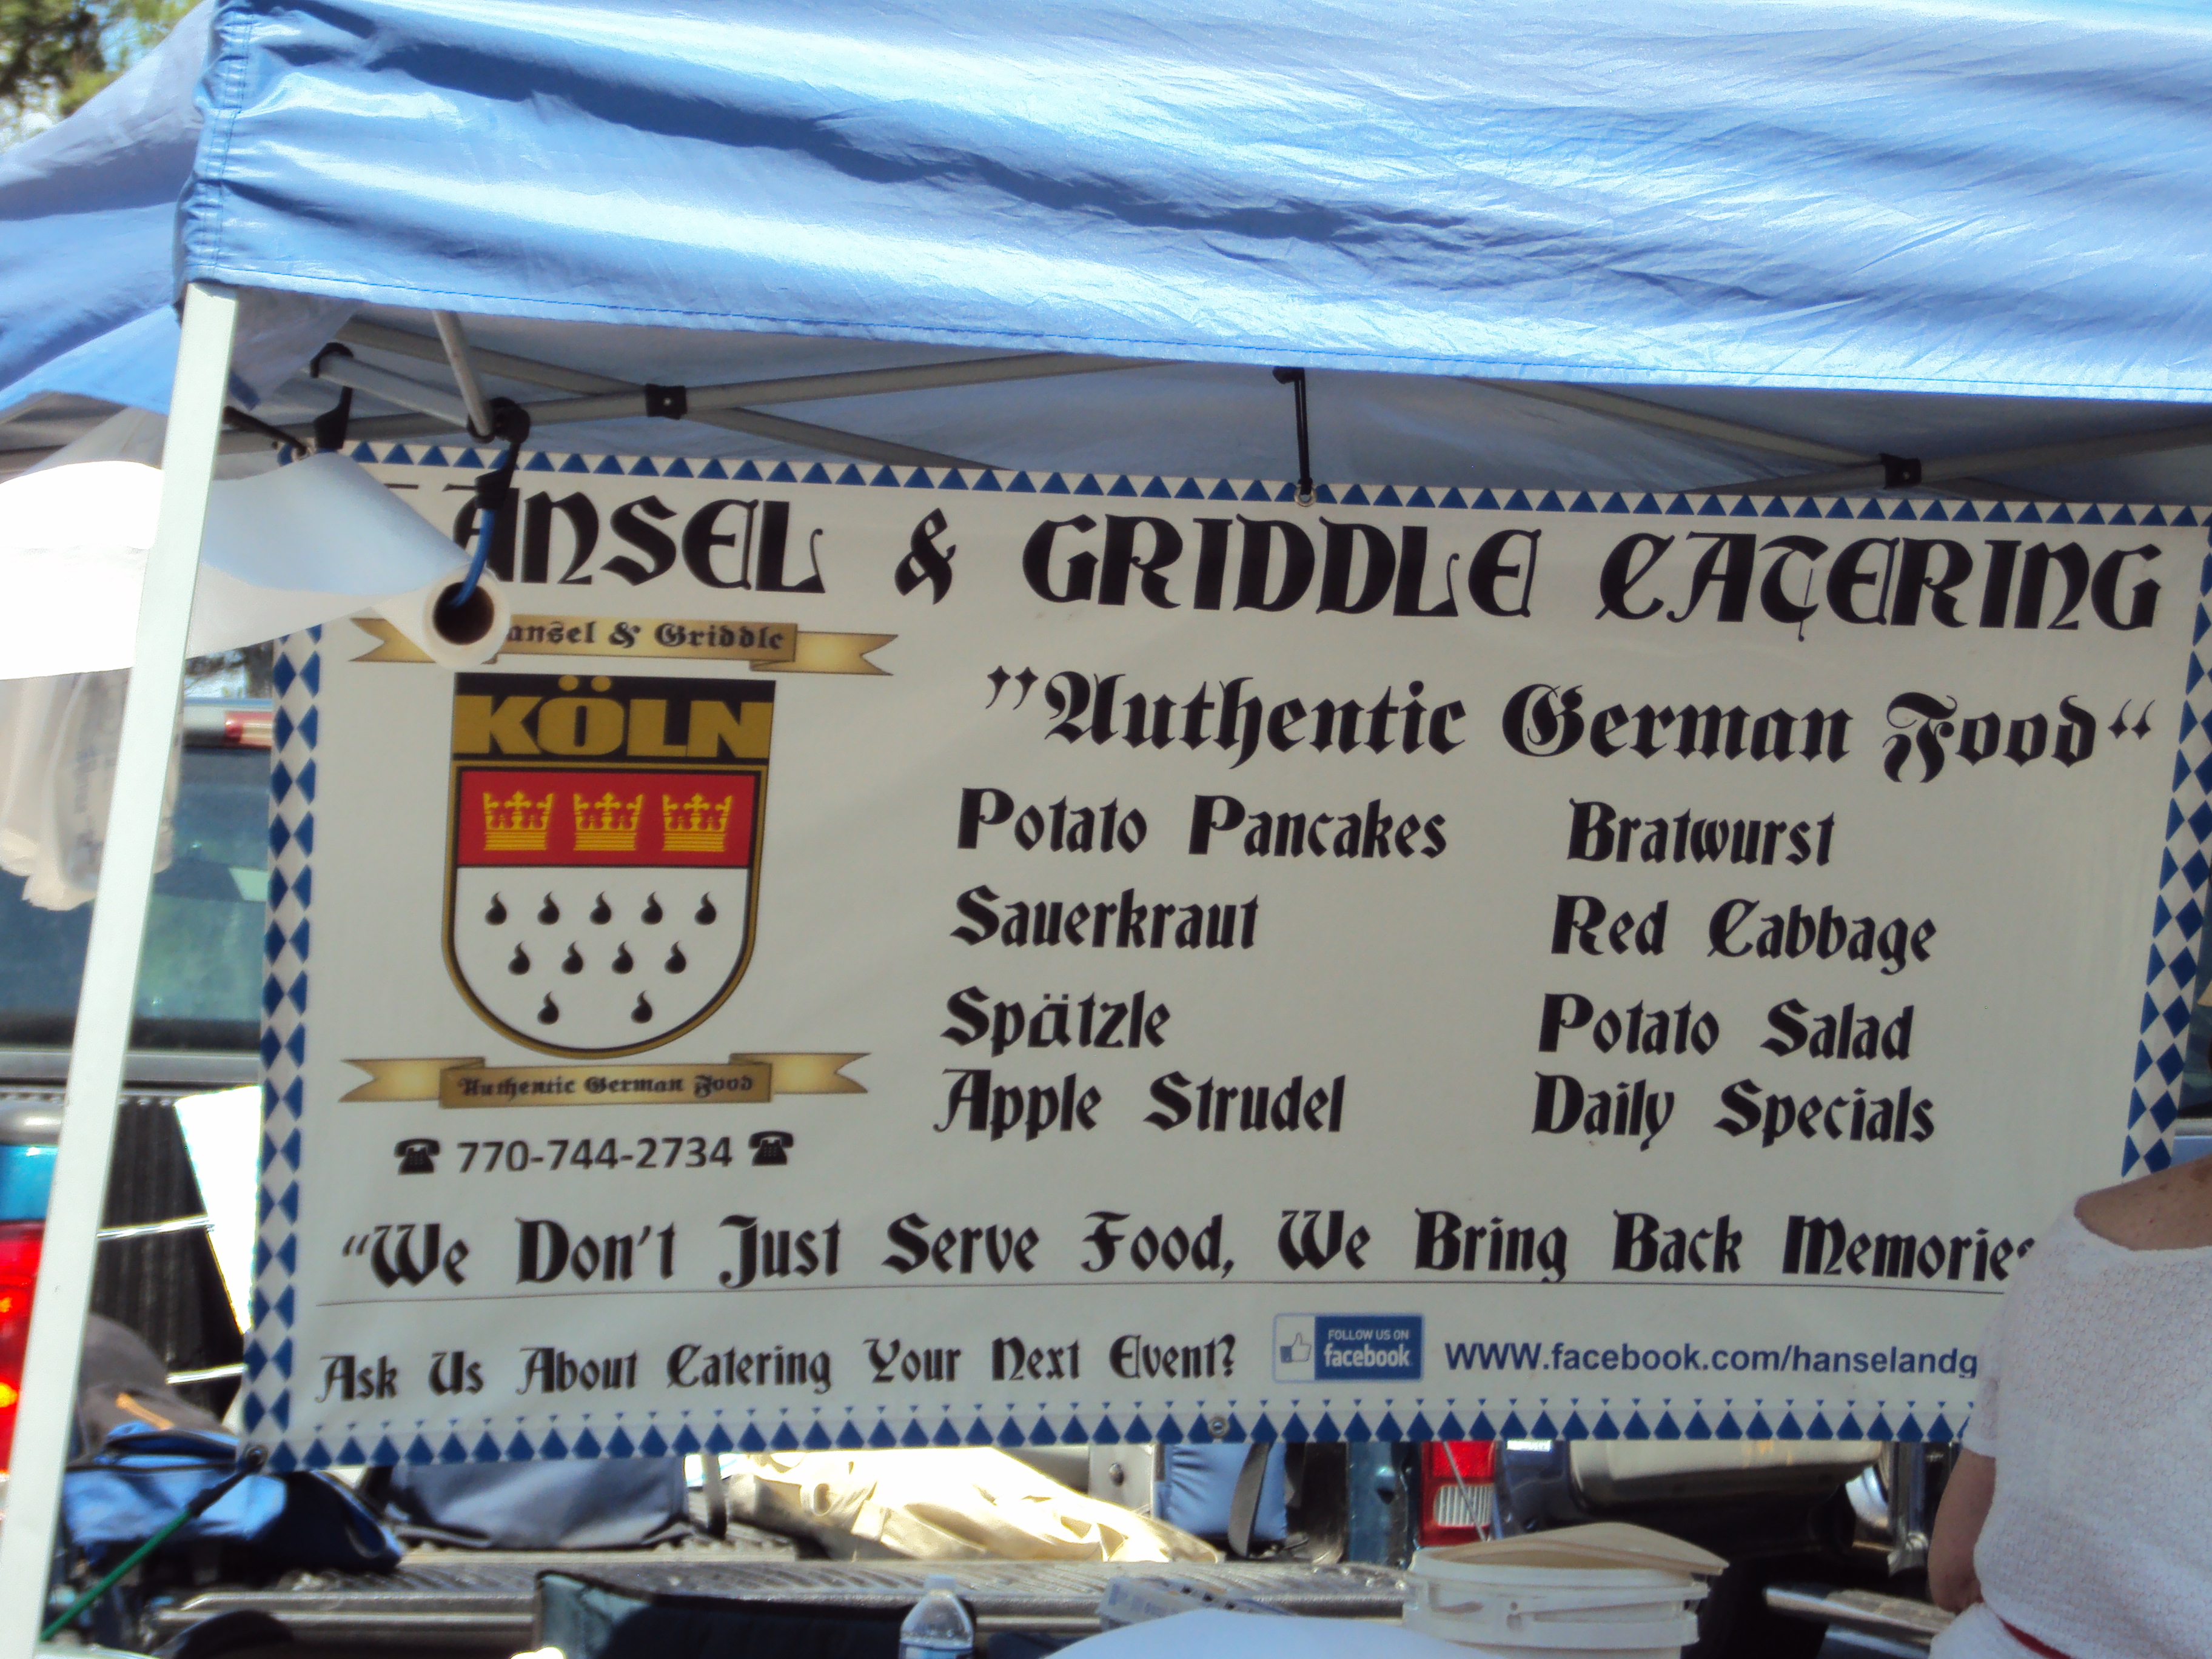 ANSEL & GRIDDLE CATERING
ansel & Griddle
KÖLN
Authentic German Food
☎ 770-744-2734 ☎
”Authentic German Food“
Potato Pancakes Bratwurst
Sauerkraut Red Cabbage
Spätzle Potato Salad
Apple Strudel Daily Specials
“We Don't Just Serve Food, We Bring Back Memories
Ask Us About Catering Your Next Event?
FOLLOW US ON
facebook
WWW.facebook.com/hanselandg